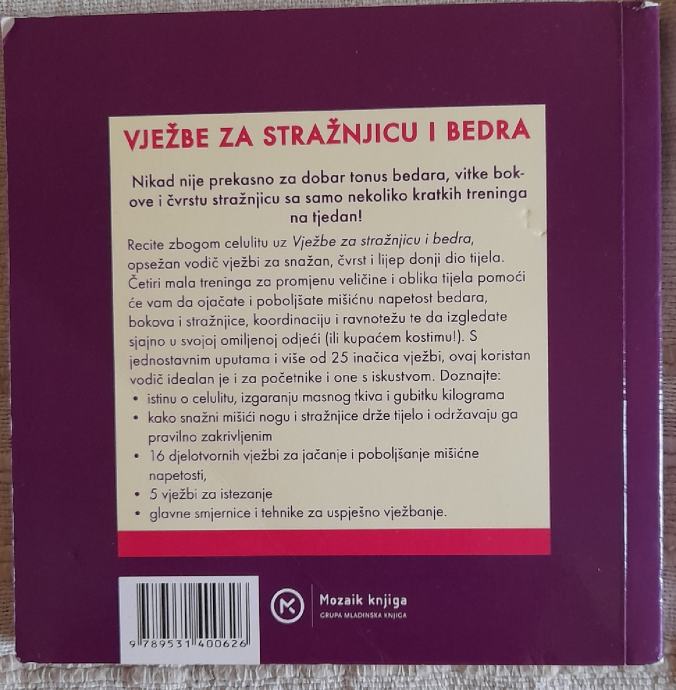 VJEŽBE ZA STRAŽNJICU I BEDRA
Nikad nije prekasno za dobar tonus bedara, vitke bok-
ove i čvrstu stražnjicu sa samo nekoliko kratkih treninga
na tjedan!
Recite zbogom celulitu uz Vježbe za stražnjicu i bedra,
opsežan vodič vježbi za snažan, čvrst i lijep donji dio tijela.
Četiri mala treninga za promjenu veličine i oblika tijela pomoći
će vam da ojačate i poboljšate mišićnu napetost bedara,
bokova i stražnjice, koordinaciju i ravnotežu te da izgledate
sjajno u svojoj omiljenoj odjeći (ili kupaćem kostimu!). S
jednostavnim uputama i više od 25 inačica vježbi, ovaj koristan
vodič idealan je i za početnike i one s iskustvom. Doznajte:
• istinu o celulitu, izgaranju masnog tkiva i gubitku kilograma
• kako snažni mišići nogu i stražnjice drže tijelo i održavaju ga
pravilno zakrivljenim
• 16 djelotvornih vježbi za jačanje i poboljšanje mišićne
napetosti,
• 5 vježbi za istezanje
• glavne smjernice i tehnike za uspješno vježbanje.
Mozaik knjiga
GRUPA MLADINSKA KNJIGA
9 789531 400626